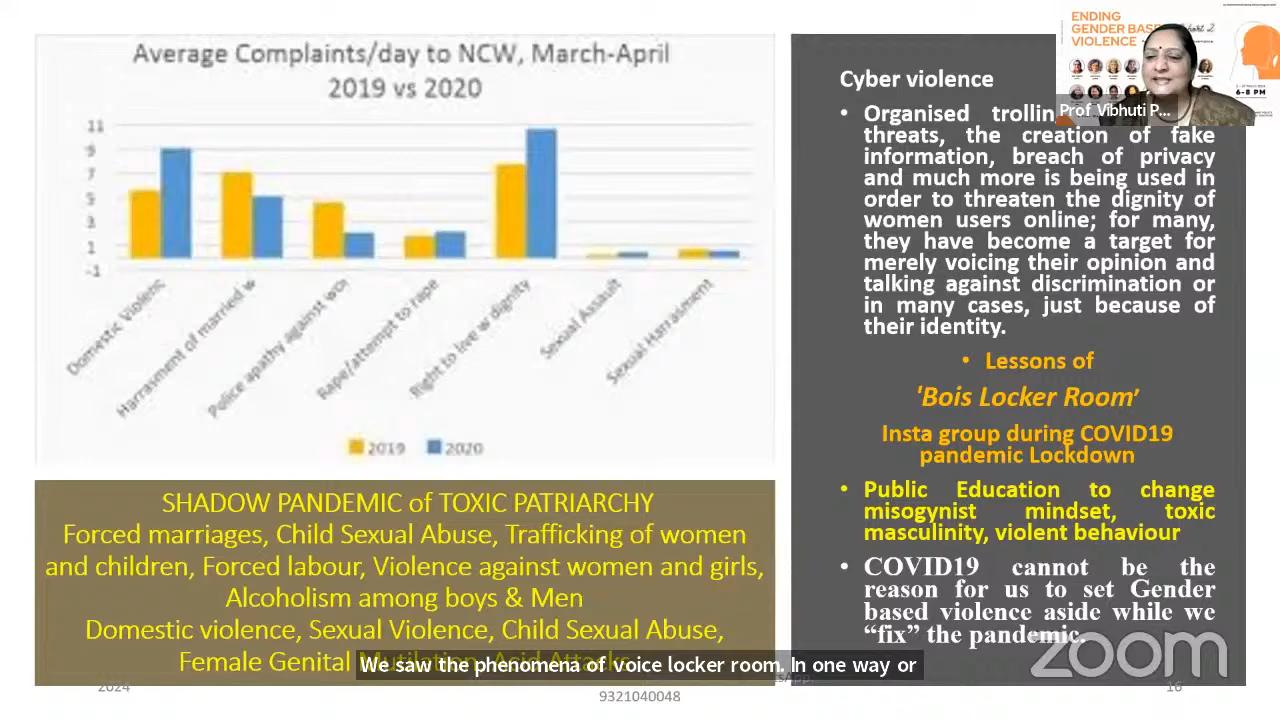 Average Complaints/day to NCW, March-April
2019 vs 2020
11
9
7
5
3
1
-1
Domestic Violenc
Harrasment of married w
Police apathy against wor
Rape/attempt to rape
Right to live w dignity
Sexual Assault
Sexual Harrasment
2019
2020
SHADOW PANDEMIC of TOXIC PATRIARCHY
Forced marriages, Child Sexual Abuse, Trafficking of women
and children, Forced labour, Violence against women and girls,
Alcoholism among boys & Men
Domestic violence, Sexual Violence, Child Sexual Abuse,
Female Genital Mutilation, Acid Attacks
Cyber violence
• Organised trollin
threats, the creation of fake
information, breach of privacy
and much more is being used in
order to threaten the dignity of
women users online; for many,
they have become a target for
merely voicing their opinion and
talking against discrimination or
in many cases, just because of
their identity.
• Lessons of
'Bois Locker Room’
Insta group during COVID19
pandemic Lockdown
• Public Education to change
misogynist mindset, toxic
masculinity, violent behaviour
• COVID19 cannot be the
reason for us to set Gender
based violence aside while we
“fix” the pandemic.
ENDING
GENDER BASE
VIOLENCE
6-8 PM
Prof Vibhuti P...
We saw the phenomena of voice locker room. In one way or
zoom
2024
9321040048
16